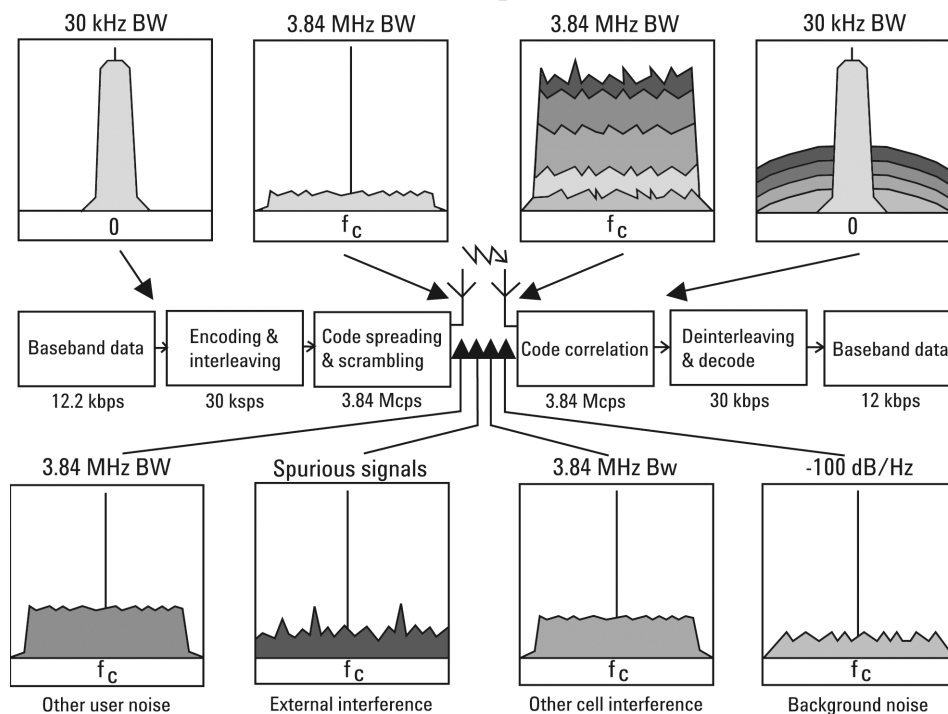 30 kHz BW
3.84 MHz BW
3.84 MHz BW
30 kHz BW
0
fc
fc
0
Baseband data
Encoding &
interleaving
Code spreading
& scrambling
Code correlation
Deinterleaving
& decode
Baseband data
12.2 kbps
30 ksps
3.84 Mcps
3.84 Mcps
30 kbps
12 kbps
3.84 MHz BW
Spurious signals
3.84 MHz Bw
-100 dB/Hz
fc
fc
fc
fc
Other user noise
External interference
Other cell interference
Background noise